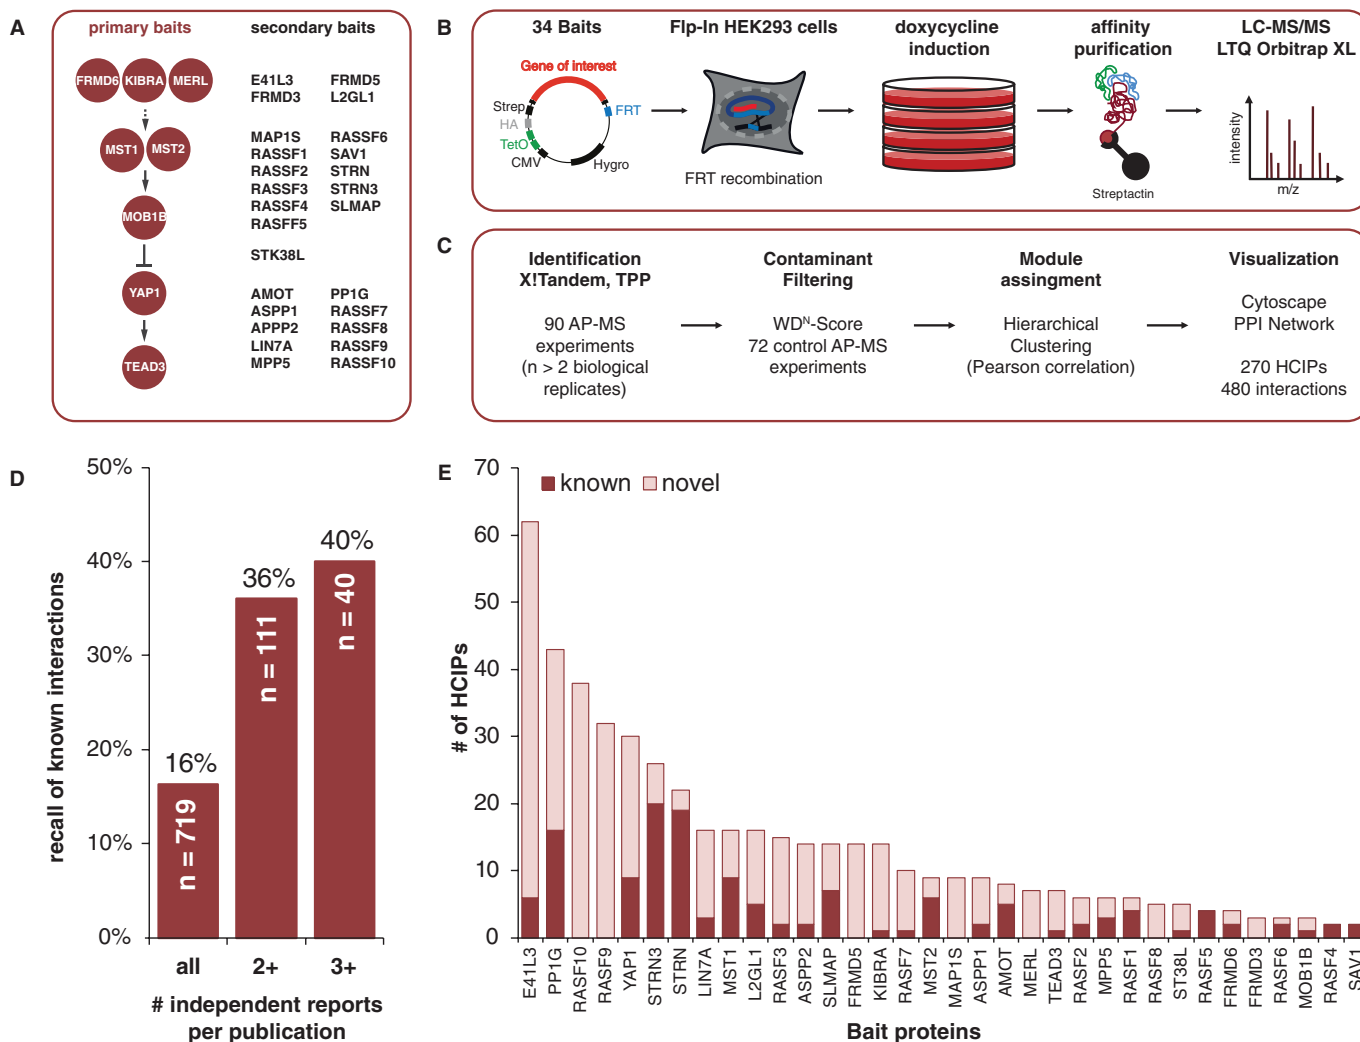 A
primary baits
secondary baits
FRMD6 KIBRA MERL
MST1 MST2
MOB1B
YAP1
TEAD3
E41L3 FRMD5
FRMD3 L2GL1
MAP1S RASSF6
RASSF1 SAV1
RASSF2 STRN
RASSF3 STRN3
RASSF4 SLMAP
RASFF5
STK38L
AMOT PP1G
ASPP1 RASSF7
APPP2 RASSF8
LIN7A RASSF9
MPP5 RASSF10
B
34 Baits
Gene of interest
Strep
HA
TetO
CMV
Hygro
FRT
Flp-In HEK293 cells
FRT recombination
doxycycline
induction
affinity
purification
Streptactin
LC-MS/MS
LTQ Orbitrap XL
intensity
m/z
C
Identification
X!Tandem, TPP
90 AP-MS
experiments
(n > 2 biological
replicates)
Contaminant
Filtering
WDᴺ-Score
72 control AP-MS
experiments
Module
assingment
Hierarchical
Clustering
(Pearson correlation)
Visualization
Cytoscape
PPI Network
270 HCIPs
480 interactions
D
recall of known interactions
50%
40%
30%
20%
10%
0%
16%
n = 719
36%
n = 111
40%
n = 40
all 2+ 3+
# independent reports
per publication
E
# of HCIPs
70
60
50
40
30
20
10
0
known novel
E41L3
PP1G
RASF10
RASF9
YAP1
STRN3
STRN
LIN7A
MST1
L2GL1
RASF3
ASPP2
SLMAP
FRMD5
KIBRA
RASF7
MST2
MAP1S
ASPP1
AMOT
MERL
TEAD3
RASF2
MPP5
RASF1
RASF8
ST38L
RASF5
FRMD6
FRMD3
RASF6
MOB1B
RASF4
SAV1
Bait proteins